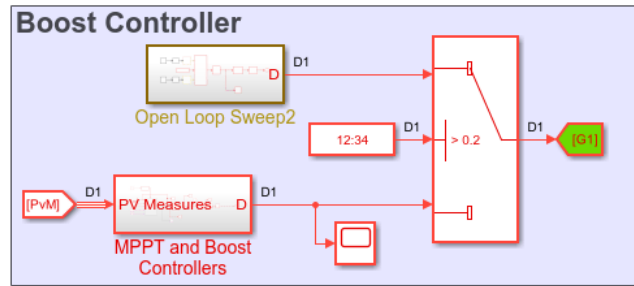 Boost Controller
D
D1
Open Loop Sweep2
12:34
D1
> 0.2
D1
[G1]
[PvM]
D1
PV Measures
D
D1
MPPT and Boost
Controllers